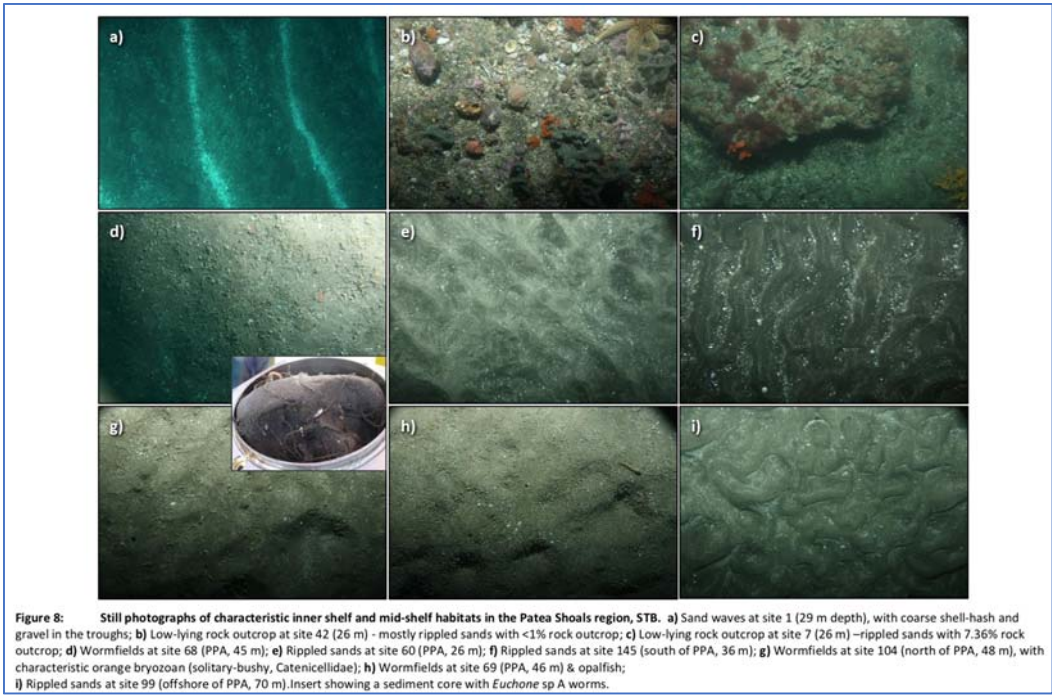 a)
b)
c)
d)
e)
f)
g)
h)
i)
Figure 8: Still photographs of characteristic inner shelf and mid-shelf habitats in the Patea Shoals region, STB. a) Sand waves at site 1 (29 m depth), with coarse shell-hash and
gravel in the troughs; b) Low-lying rock outcrop at site 42 (26 m) - mostly rippled sands with <1% rock outcrop; c) Low-lying rock outcrop at site 7 (26 m) –rippled sands with 7.36% rock
outcrop; d) Wormfields at site 68 (PPA, 45 m); e) Rippled sands at site 60 (PPA, 26 m); f) Rippled sands at site 145 (south of PPA, 36 m); g) Wormfields at site 104 (north of PPA, 48 m), with
characteristic orange bryozoan (solitary-bushy, Catenicellidae); h) Wormfields at site 69 (PPA, 46 m) & opalfish;
i) Rippled sands at site 99 (offshore of PPA, 70 m).Insert showing a sediment core with Euchone sp A worms.